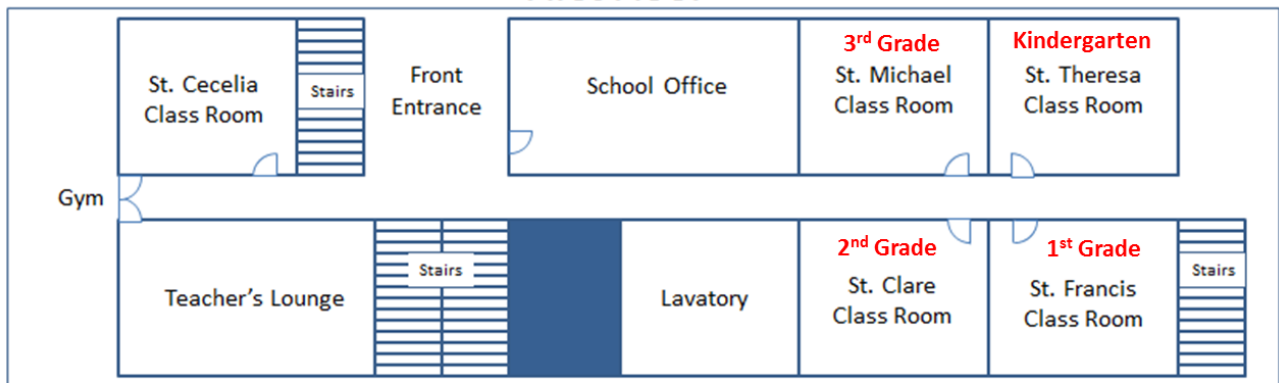 St. Cecelia
Class Room
Stairs
Front
Entrance
School Office
3rd Grade
St. Michael
Class Room
Kindergarten
St. Theresa
Class Room
Gym
Teacher's Lounge
Stairs
Lavatory
2nd Grade
St. Clare
Class Room
1st Grade
St. Francis
Class Room
Stairs